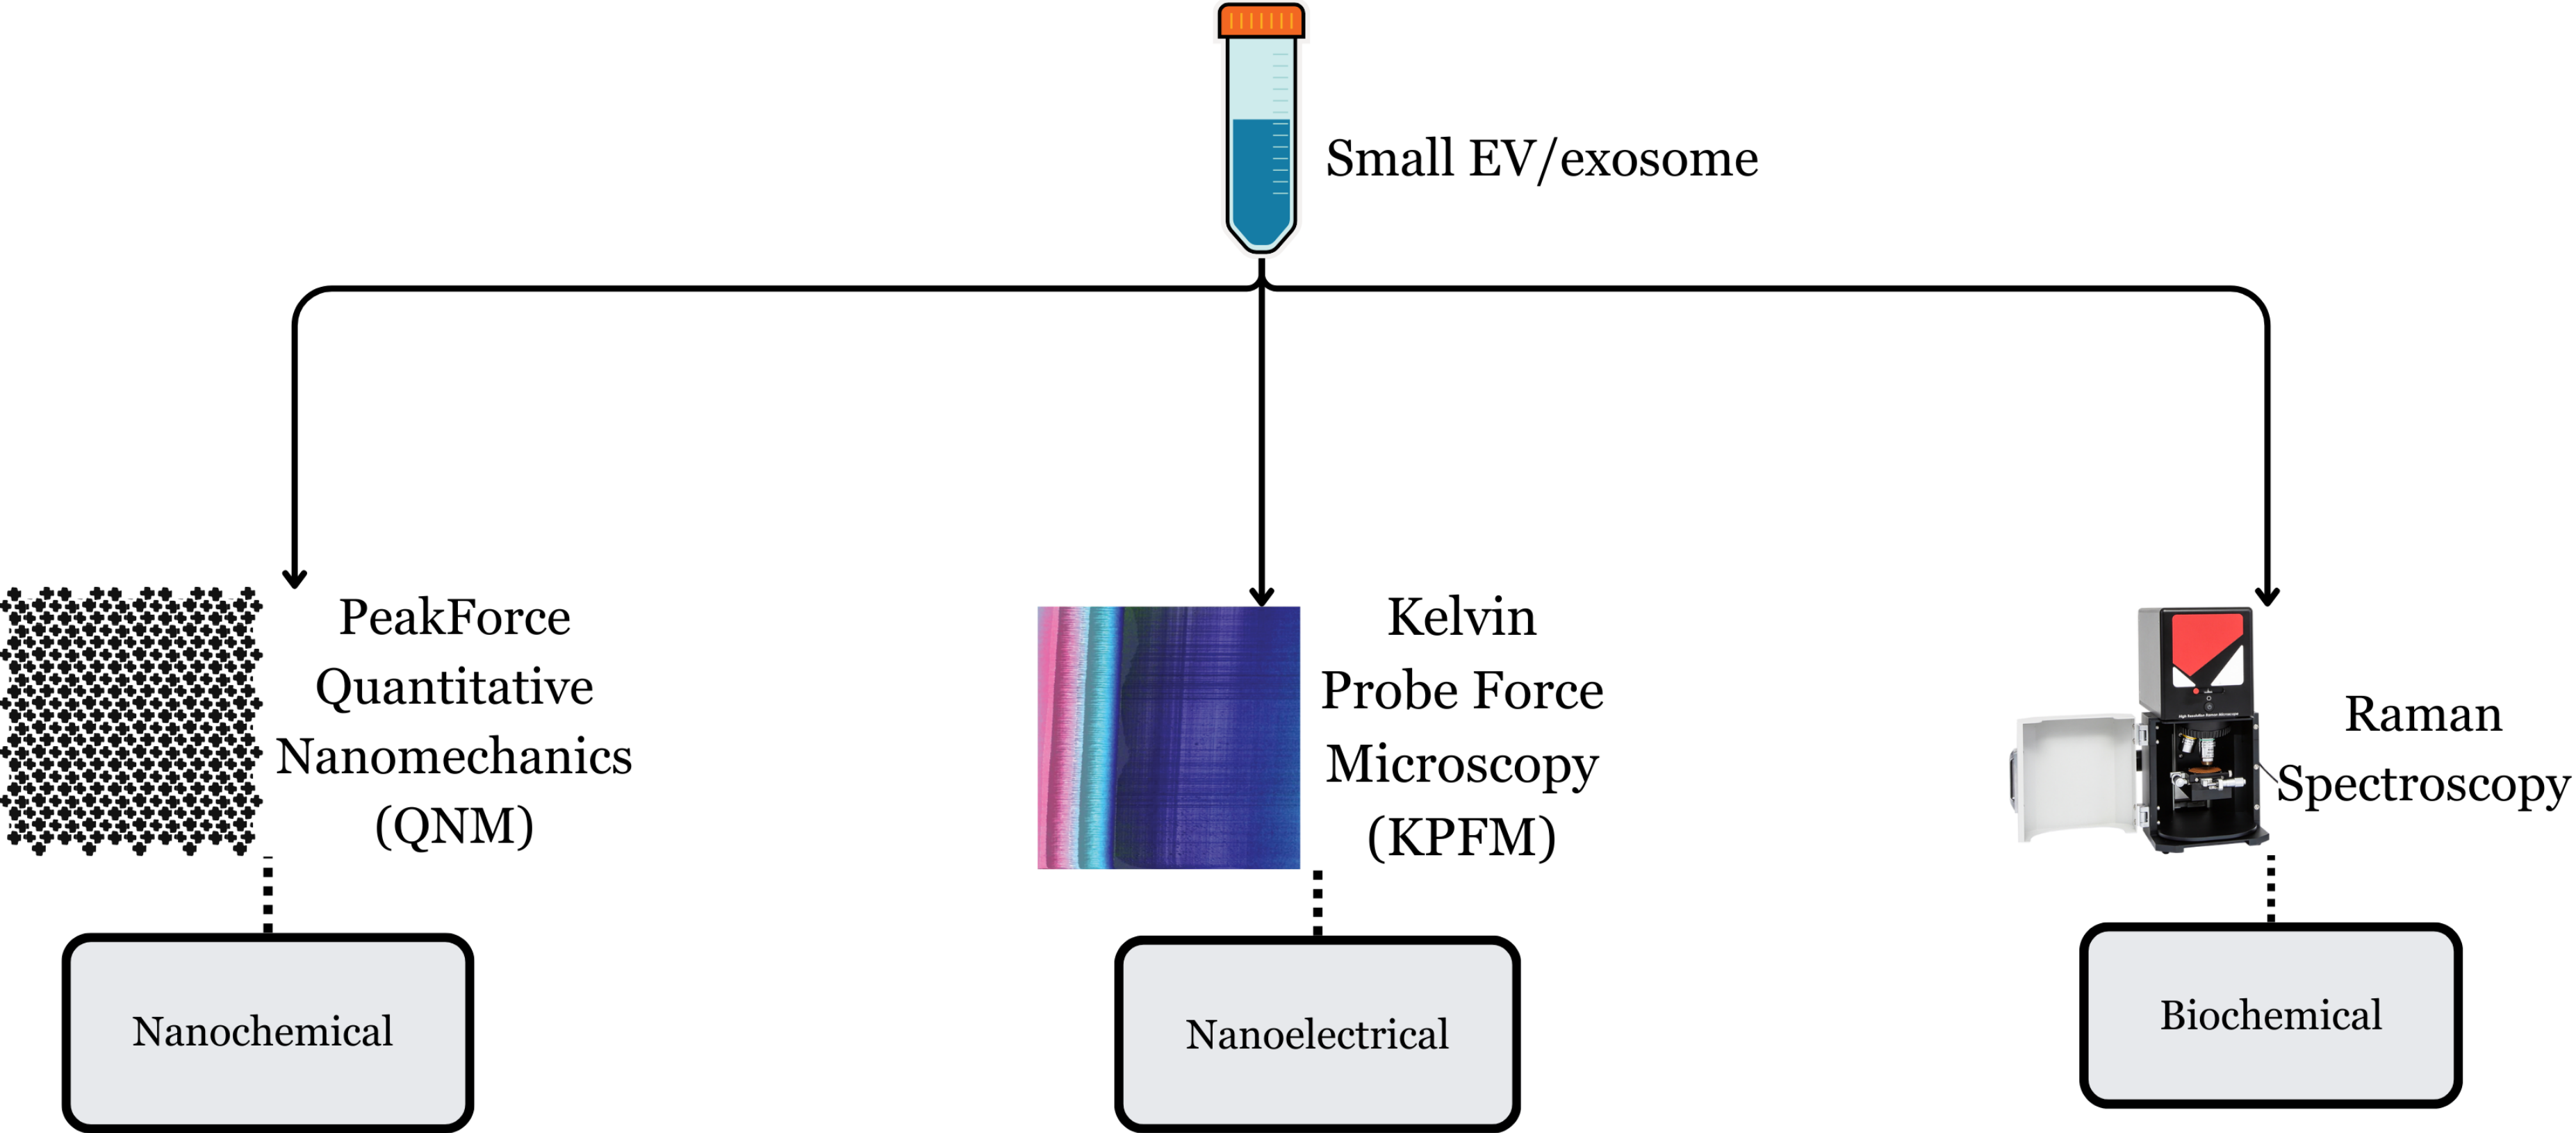 Small EV/exosome
PeakForce
Quantitative
Nanomechanics
(QNM)
Kelvin
Probe Force
Microscopy
(KPFM)
Raman
Spectroscopy
Nanochemical
Nanoelectrical
Biochemical